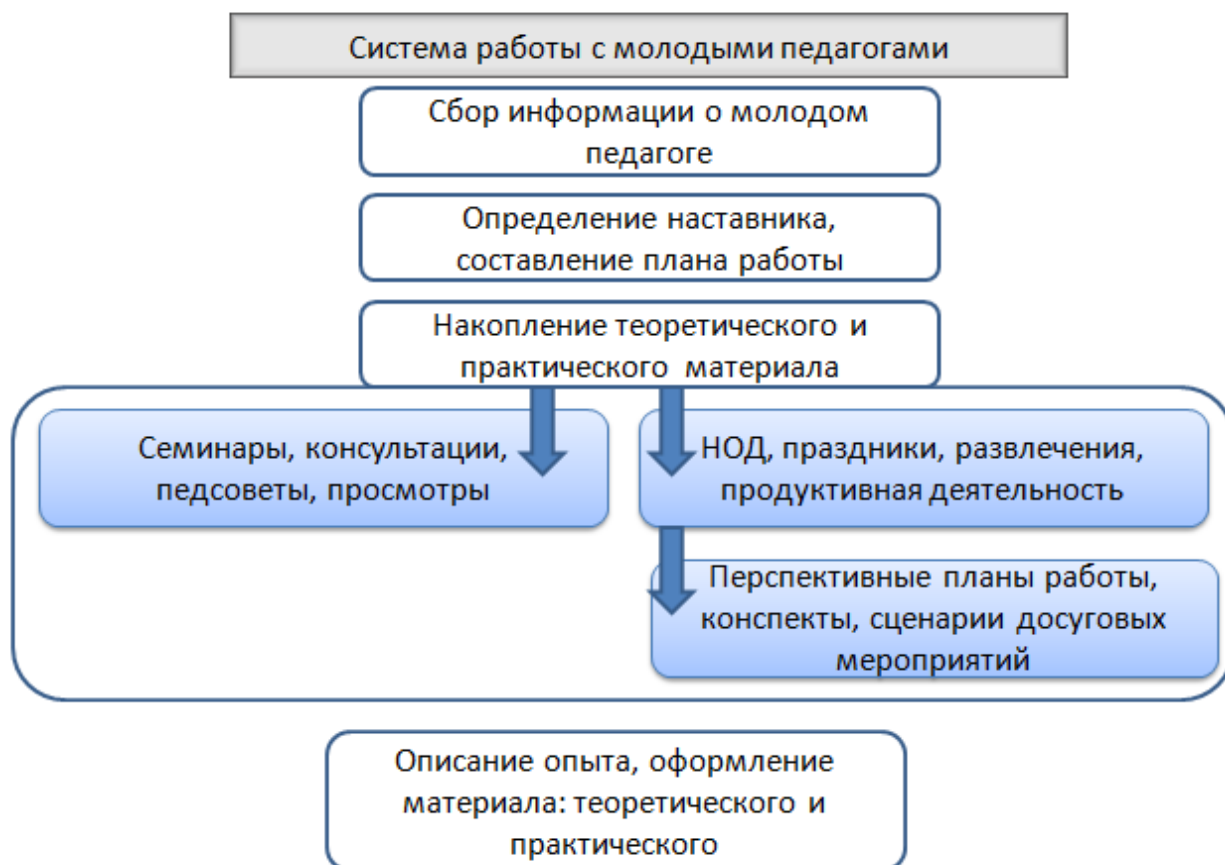 Система работы с молодыми педагогами
Сбор информации о молодом
педагоге
Определение наставника,
составление плана работы
Накопление теоретического и
практического материала
Семинары, консультации,
педсоветы, просмотры
НОД, праздники, развлечения,
продуктивная деятельность
Перспективные планы работы,
конспекты, сценарии досуговых
мероприятий
Описание опыта, оформление
материала: теоретического и
практического